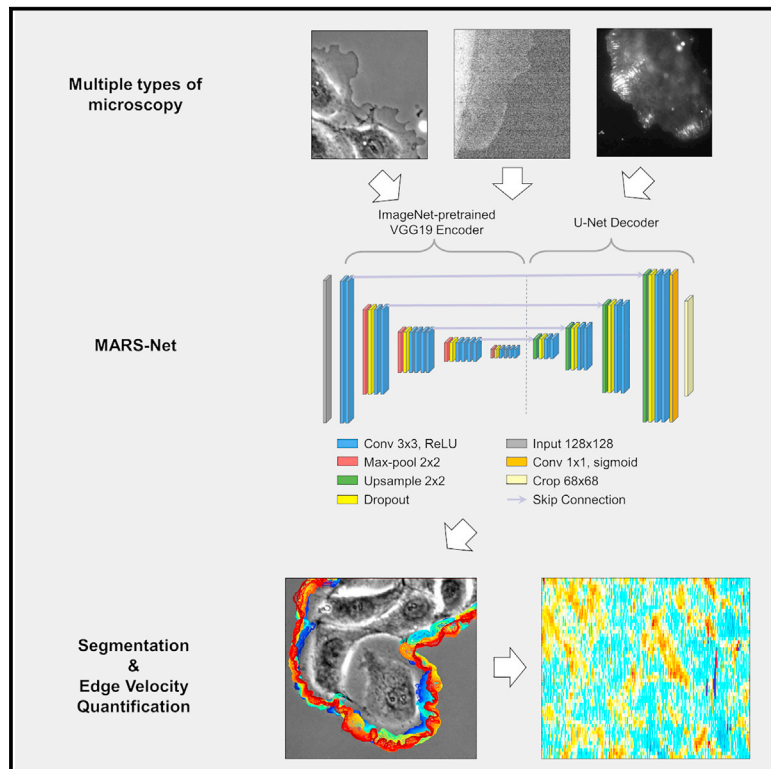 Multiple types of
microscopy
ImageNet-pretrained
VGG19 Encoder
U-Net Decoder
MARS-Net
Conv 3x3, ReLU
Max-pool 2x2
Upsample 2x2
Dropout
Input 128x128
Conv 1x1, sigmoid
Crop 68x68
Skip Connection
Segmentation
&
Edge Velocity
Quantification